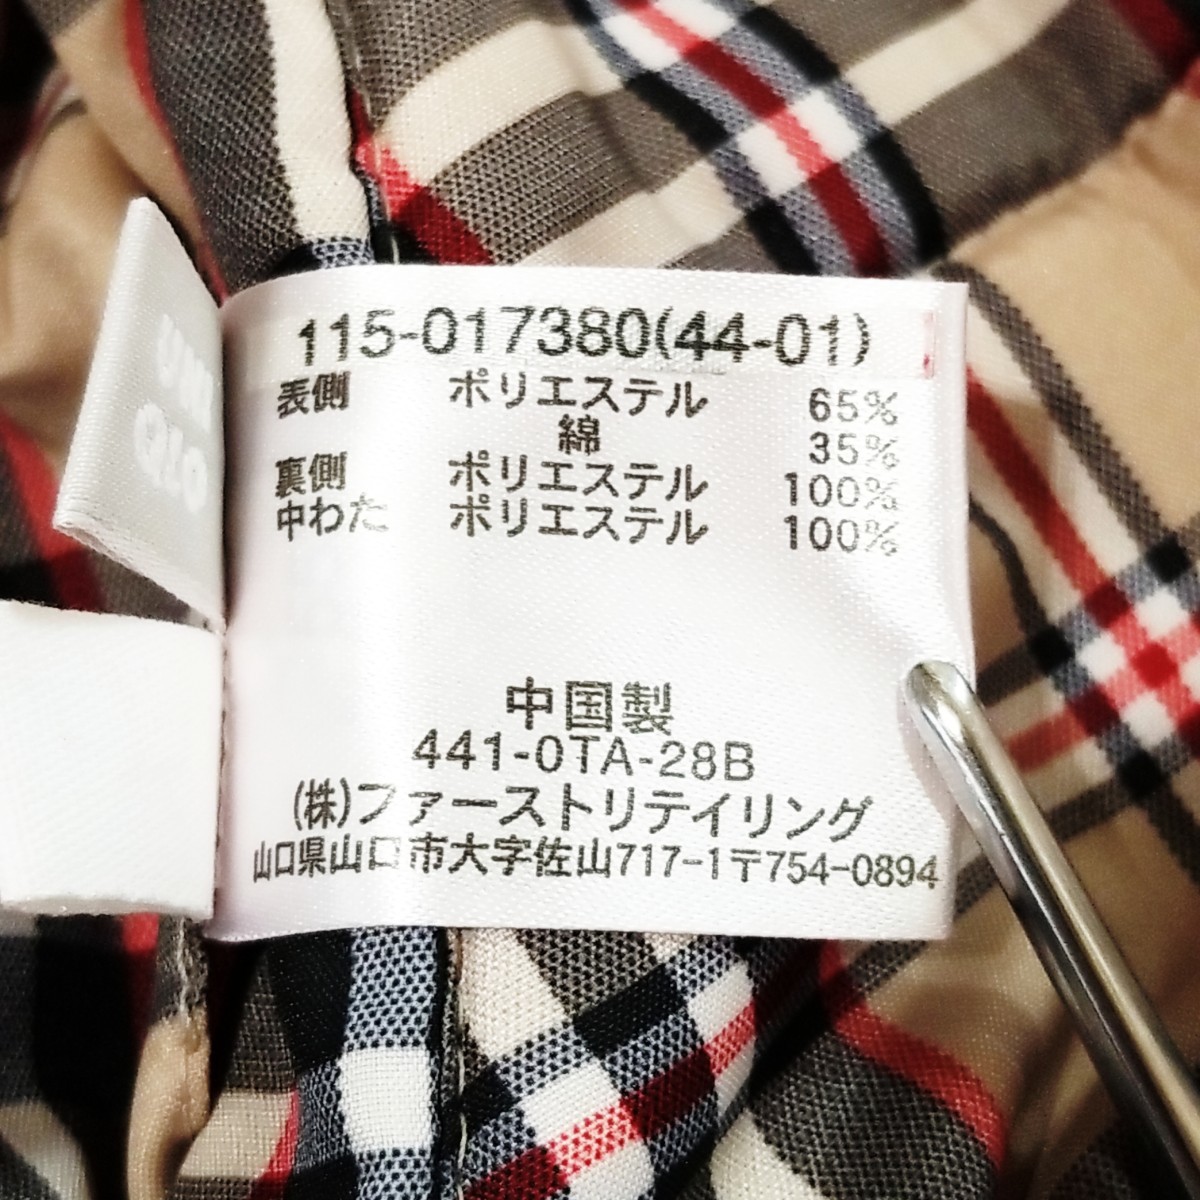 115-017380(44-01)
表側 ポリエステル 65%
綿 35%
裏側 ポリエステル 100%
中わた ポリエステル 100%
中国製
441-0TA-28B
(株)ファーストリテイリング
山口県山口市大字佐山717-1〒754-0894
UNI
QLO